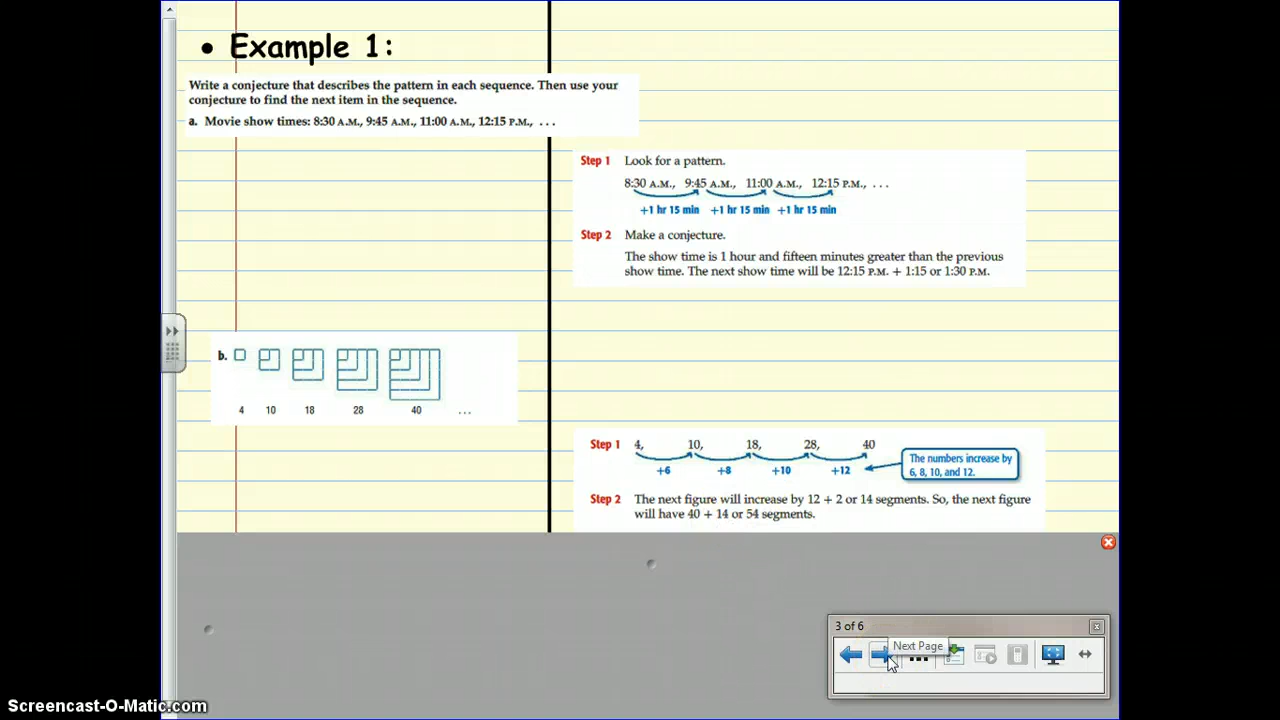 • Example 1:
Write a conjecture that describes the pattern in each sequence. Then use your
conjecture to find the next item in the sequence.
a. Movie show times: 8:30 A.M., 9:45 A.M., 11:00 A.M., 12:15 P.M., ...
Step 1 Look for a pattern.
8:30 A.M., 9:45 A.M., 11:00 A.M., 12:15 P.M., ...
+1 hr 15 min +1 hr 15 min +1 hr 15 min
Step 2 Make a conjecture.
The show time is 1 hour and fifteen minutes greater than the previous
show time. The next show time will be 12:15 P.M. + 1:15 or 1:30 P.M.
b.
4 10 18 28 40 ...
Step 1 4, 10, 18, 28, 40
+6 +8 +10 +12
The numbers increase by
6, 8, 10, and 12.
Step 2 The next figure will increase by 12 + 2 or 14 segments. So, the next figure
will have 40 + 14 or 54 segments.
3 of 6
Next Page
Screencast-O-Matic.com